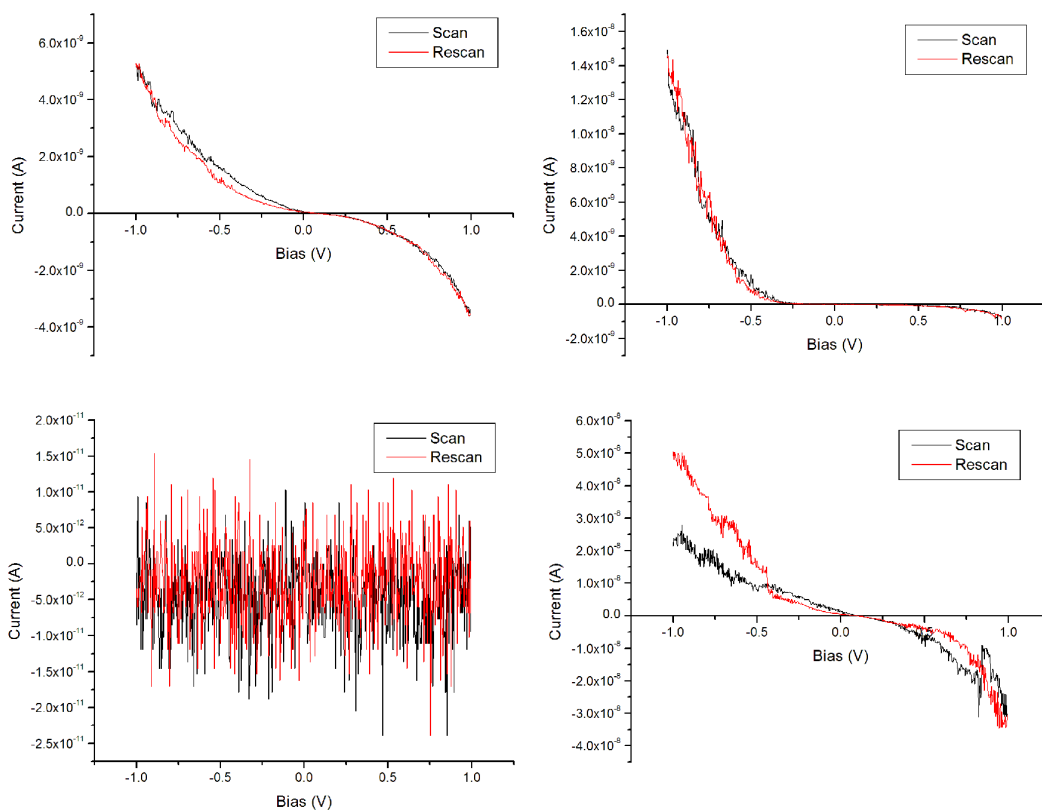 Current (A)
6.0x10⁻⁹
4.0x10⁻⁹
2.0x10⁻⁹
0.0
-2.0x10⁻⁹
-4.0x10⁻⁹
-1.0
-0.5
0.0
0.5
1.0
Bias (V)
Scan
Rescan
Current (A)
1.6x10⁻⁸
1.4x10⁻⁸
1.2x10⁻⁸
1.0x10⁻⁸
8.0x10⁻⁹
6.0x10⁻⁹
4.0x10⁻⁹
2.0x10⁻⁹
0.0
-2.0x10⁻⁹
-1.0
-0.5
0.0
0.5
1.0
Bias (V)
Scan
Rescan
Current (A)
2.0x10⁻¹¹
1.5x10⁻¹¹
1.0x10⁻¹¹
5.0x10⁻¹²
0.0
-5.0x10⁻¹²
-1.0x10⁻¹¹
-1.5x10⁻¹¹
-2.0x10⁻¹¹
-2.5x10⁻¹¹
-1.0
-0.5
0.0
0.5
1.0
Bias (V)
Scan
Rescan
Current (A)
6.0x10⁻⁸
5.0x10⁻⁸
4.0x10⁻⁸
3.0x10⁻⁸
2.0x10⁻⁸
1.0x10⁻⁸
0.0
-1.0x10⁻⁸
-2.0x10⁻⁸
-3.0x10⁻⁸
-4.0x10⁻⁸
-1.0
-0.5
0.0
0.5
1.0
Bias (V)
Scan
Rescan